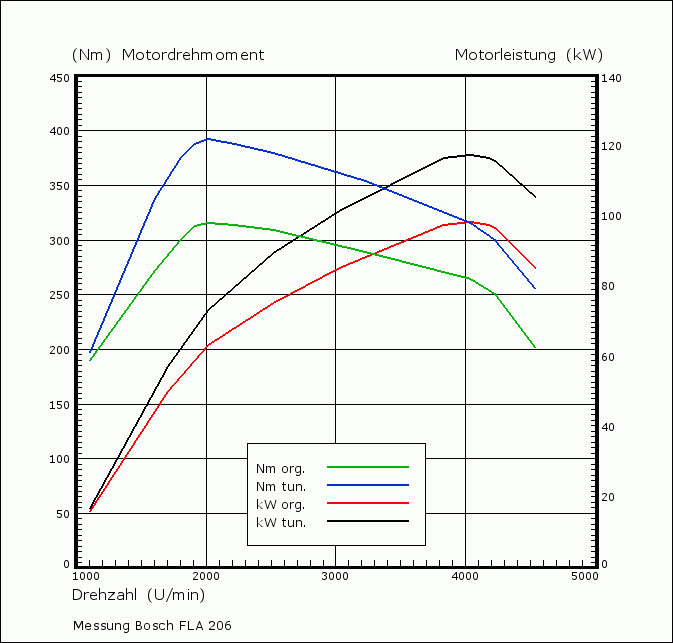 (Nm) Motordrehmoment
Motorleistung (kW)
450
400
350
300
250
200
150
100
50
0
140
120
100
80
60
40
20
0
Nm org.
Nm tun.
kW org.
kW tun.
1000 2000 3000 4000 5000
Drehzahl (U/min)
Messung Bosch FLA 206